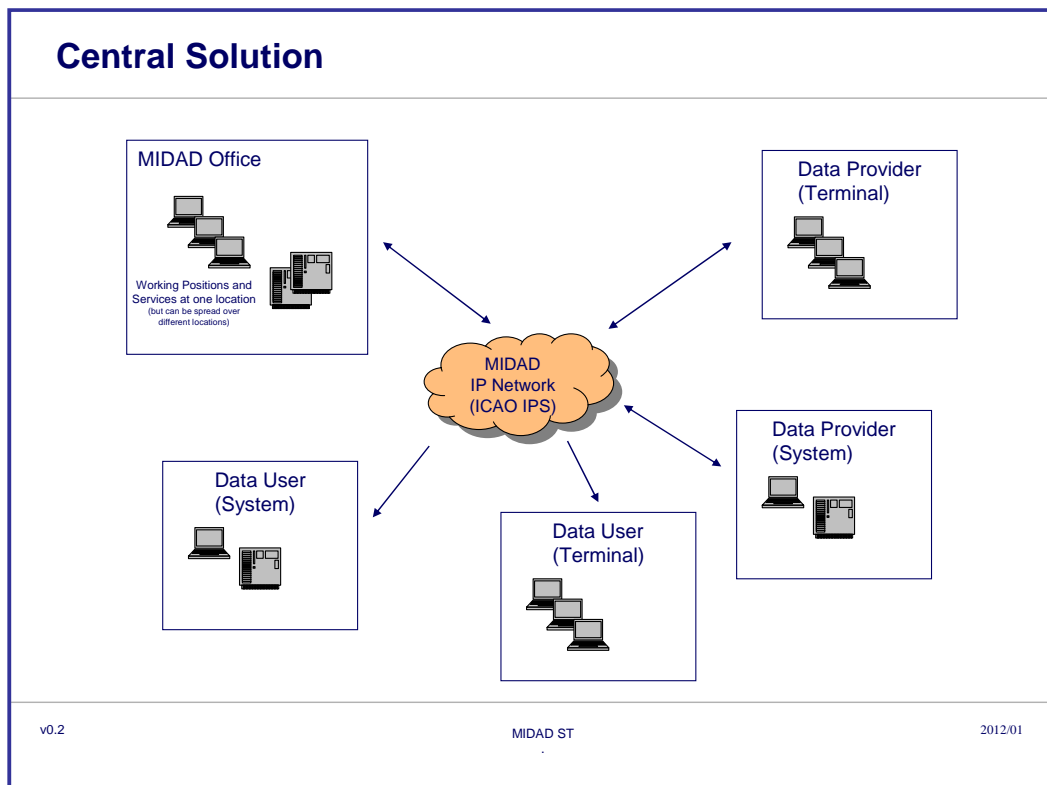 Central Solution
MIDAD Office
Working Positions and
Services at one location
(but can be spread over
different locations)
Data Provider
(Terminal)
MIDAD
IP Network
(ICAO IPS)
Data Provider
(System)
Data User
(System)
Data User
(Terminal)
v0.2
MIDAD ST
.
2012/01